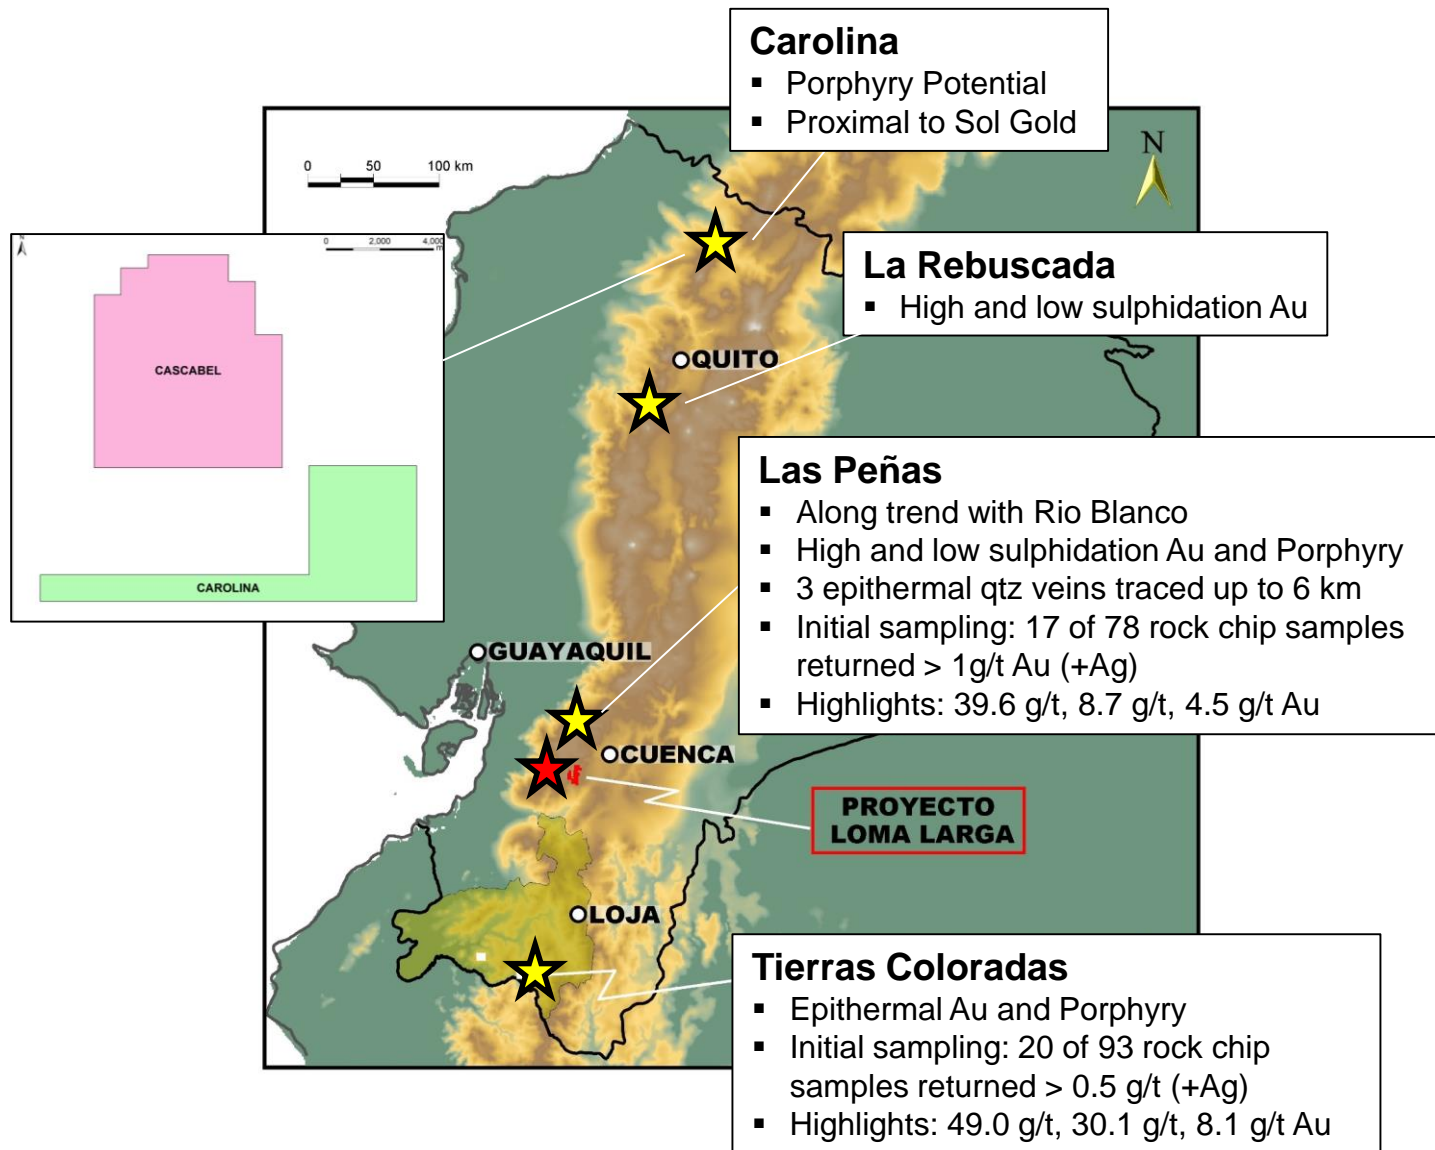 Carolina
▪ Porphyry Potential
▪ Proximal to Sol Gold
N
0 50 100 km
La Rebuscada
▪ High and low sulphidation Au
N
0 2,000 4,000
m
CASCABEL
CAROLINA
QUITO
Las Peñas
▪ Along trend with Rio Blanco
▪ High and low sulphidation Au and Porphyry
▪ 3 epithermal qtz veins traced up to 6 km
▪ Initial sampling: 17 of 78 rock chip samples
returned > 1g/t Au (+Ag)
▪ Highlights: 39.6 g/t, 8.7 g/t, 4.5 g/t Au
GUAYAQUIL
CUENCA
PROYECTO
LOMA LARGA
LOJA
Tierras Coloradas
▪ Epithermal Au and Porphyry
▪ Initial sampling: 20 of 93 rock chip
samples returned > 0.5 g/t (+Ag)
▪ Highlights: 49.0 g/t, 30.1 g/t, 8.1 g/t Au